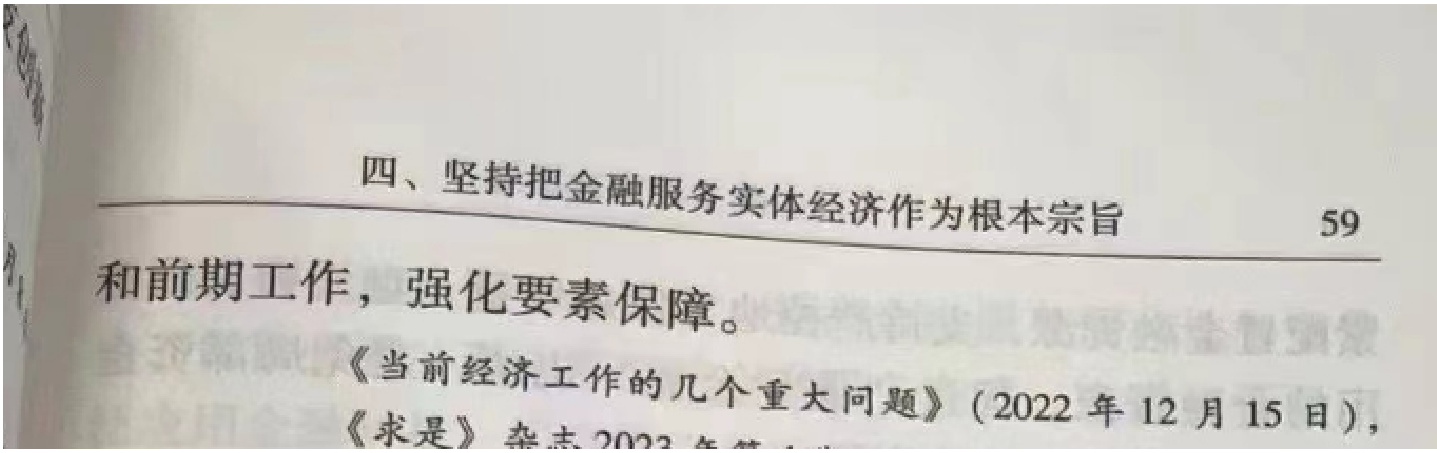 四、坚持把金融服务实体经济作为根本宗旨 59
和前期工作，强化要素保障。
《当前经济工作的几个重大问题》（2022 年 12 月 15 日），
《求是》杂志 2023 年第